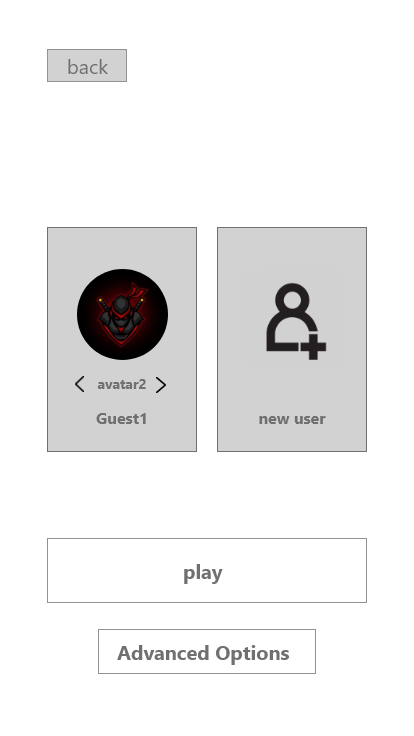 back
avatar2
Guest1
new user
play
Advanced Options